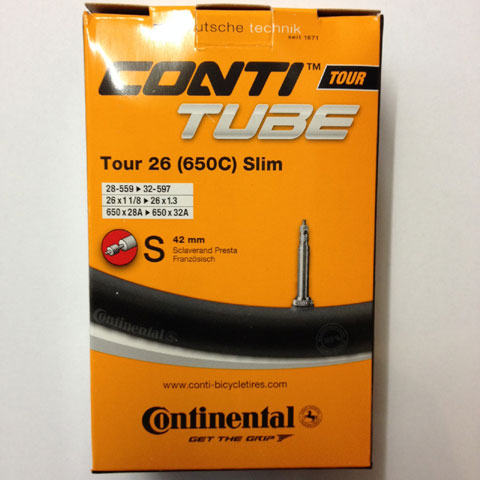 deutsche technik
seit 1871
CONTI™ TOUR
TUBE
Tour 26 (650C) Slim
28-559 ▶ 32-597
26 x 1 1/8 ▶ 26 x 1.3
650 x 28A ▶ 650 x 32A
S
42 mm
Sclaverand Presta
Französisch
Continental
www.conti-bicycletires.com
Continental
GET THE GRIP